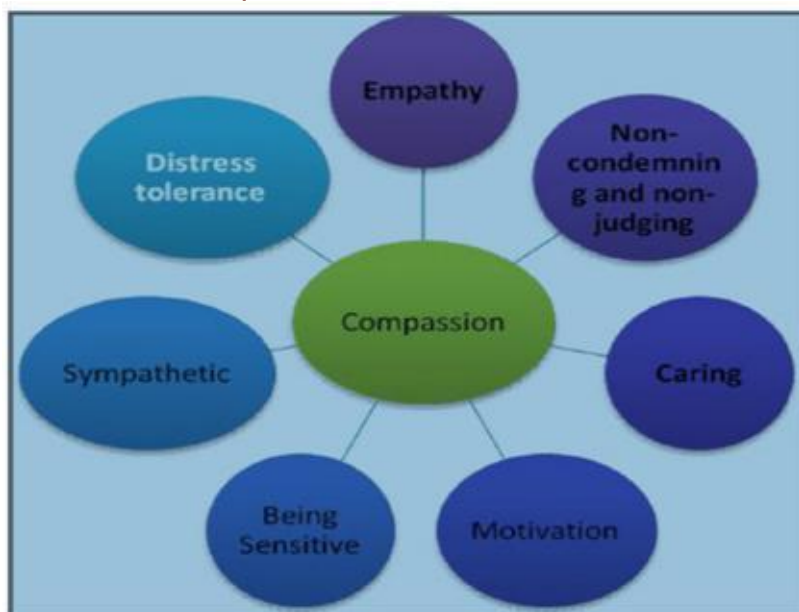 Empathy
Distress
tolerance
Non-
condemnin
g and non-
judging
Compassion
Sympathetic
Caring
Being
Sensitive
Motivation